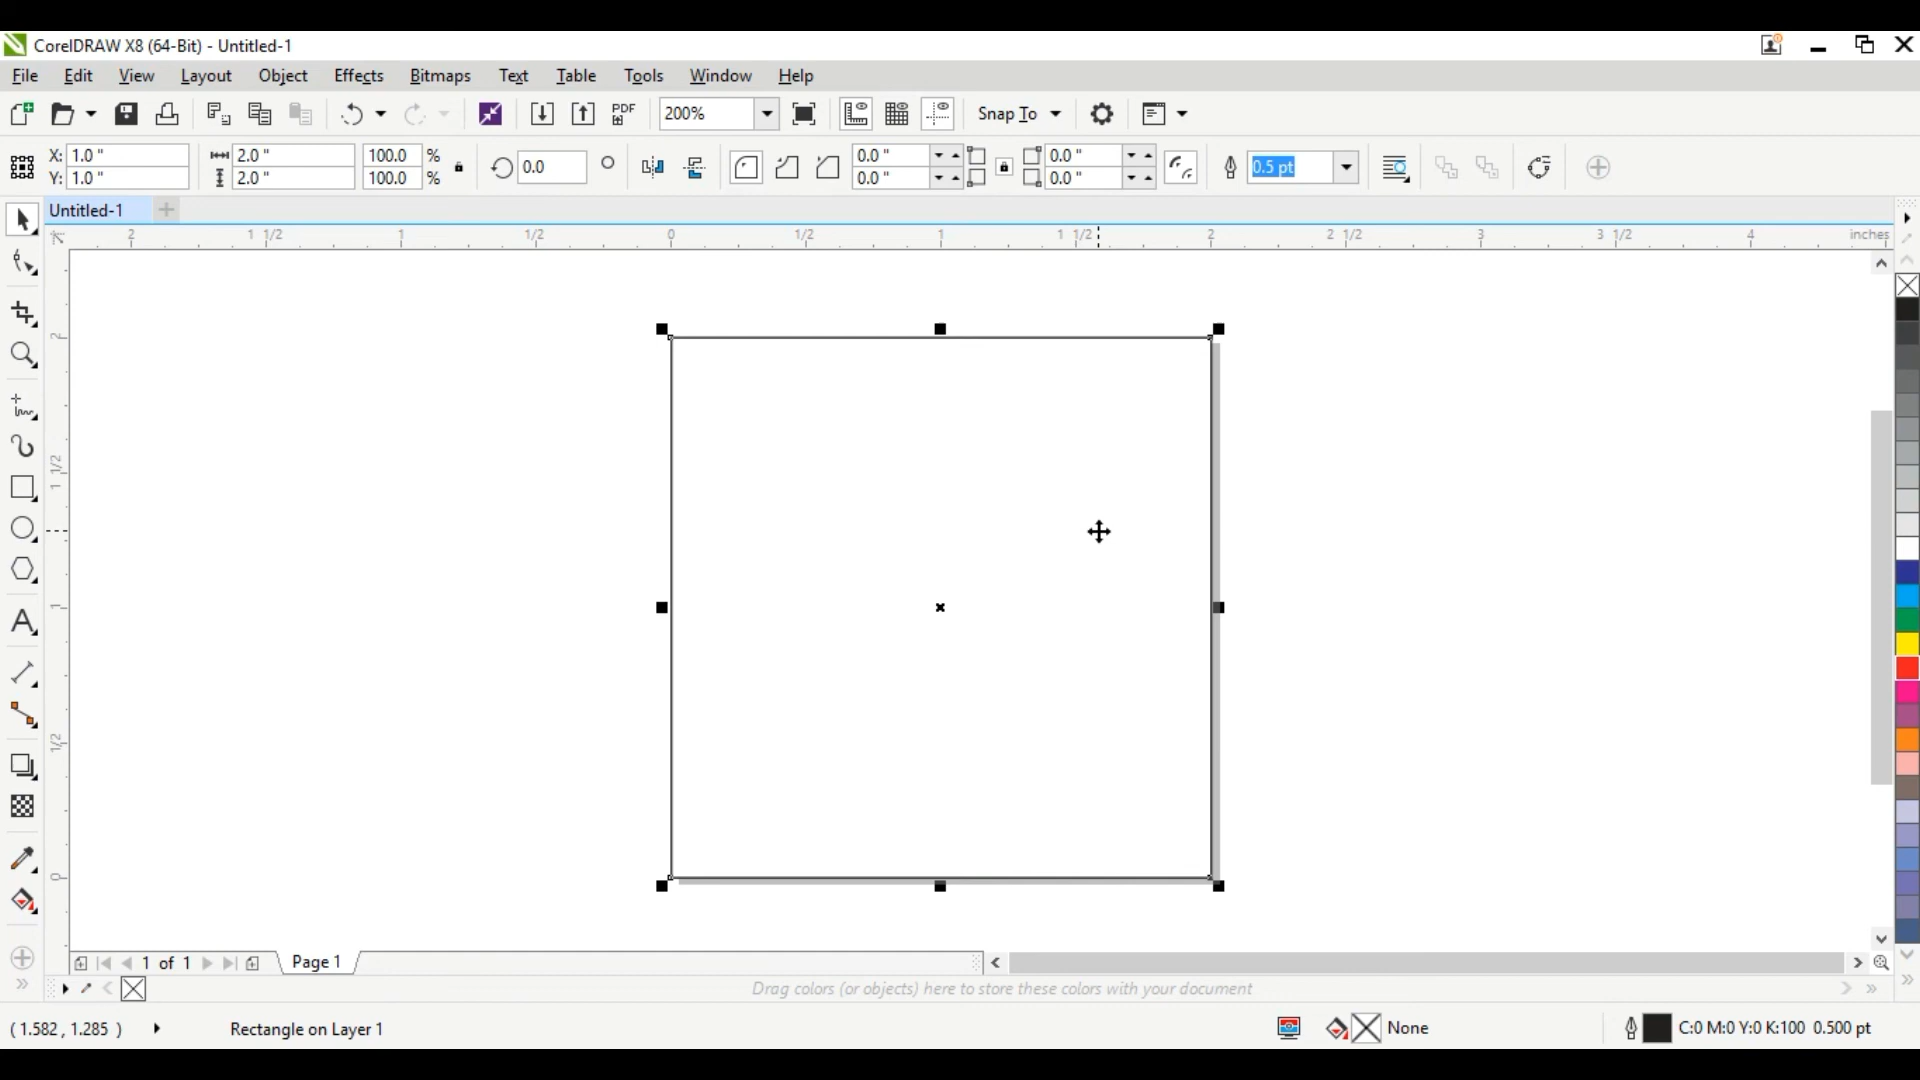 CorelDRAW X8 (64-Bit) - Untitled-1
File Edit View Layout Object Effects Bitmaps Text Table Tools Window Help
PDF 200% Snap To
X: 1.0 " 2.0 " 100.0 % 0.0 0.0 " 0.0 " 0.5 pt
Y: 1.0 " 2.0 " 100.0 % 0.0 " 0.0 "
Untitled-1
2 1 1/2 1 1/2 0 1/2 1 1 1/2 2 2 1/2 3 3 1/2 4 inches
2
1 1/2
1
1/2
0
1 of 1 Page 1
Drag colors (or objects) here to store these colors with your document
( 1.582 , 1.285 ) Rectangle on Layer 1 None C:0 M:0 Y:0 K:100 0.500 pt